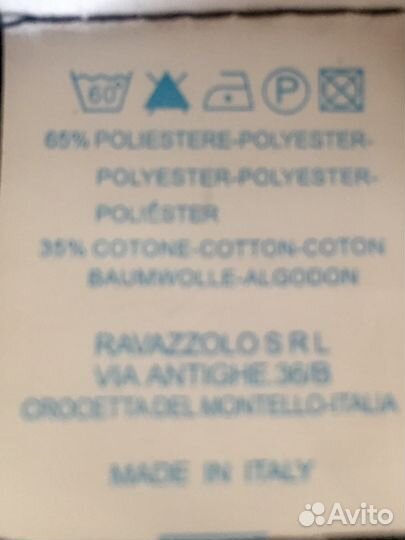 60°
P
65% POLIESTERE-POLYESTER-
POLYESTER-POLYESTER-
POLIÉSTER
35% COTONE-COTTON-COTON
BAUMWOLLE-ALGODON
RAVAZZOLO S R L
VIA ANTIGHE.36/B
CROCETTA DEL MONTELLO-ITALIA
MADE IN ITALY
Avito